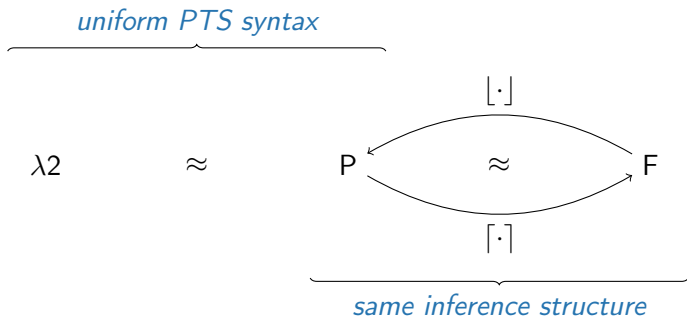 uniform PTS syntax
⌊·⌋
λ2 ≈ P ≈ F
⌈·⌉
same inference structure